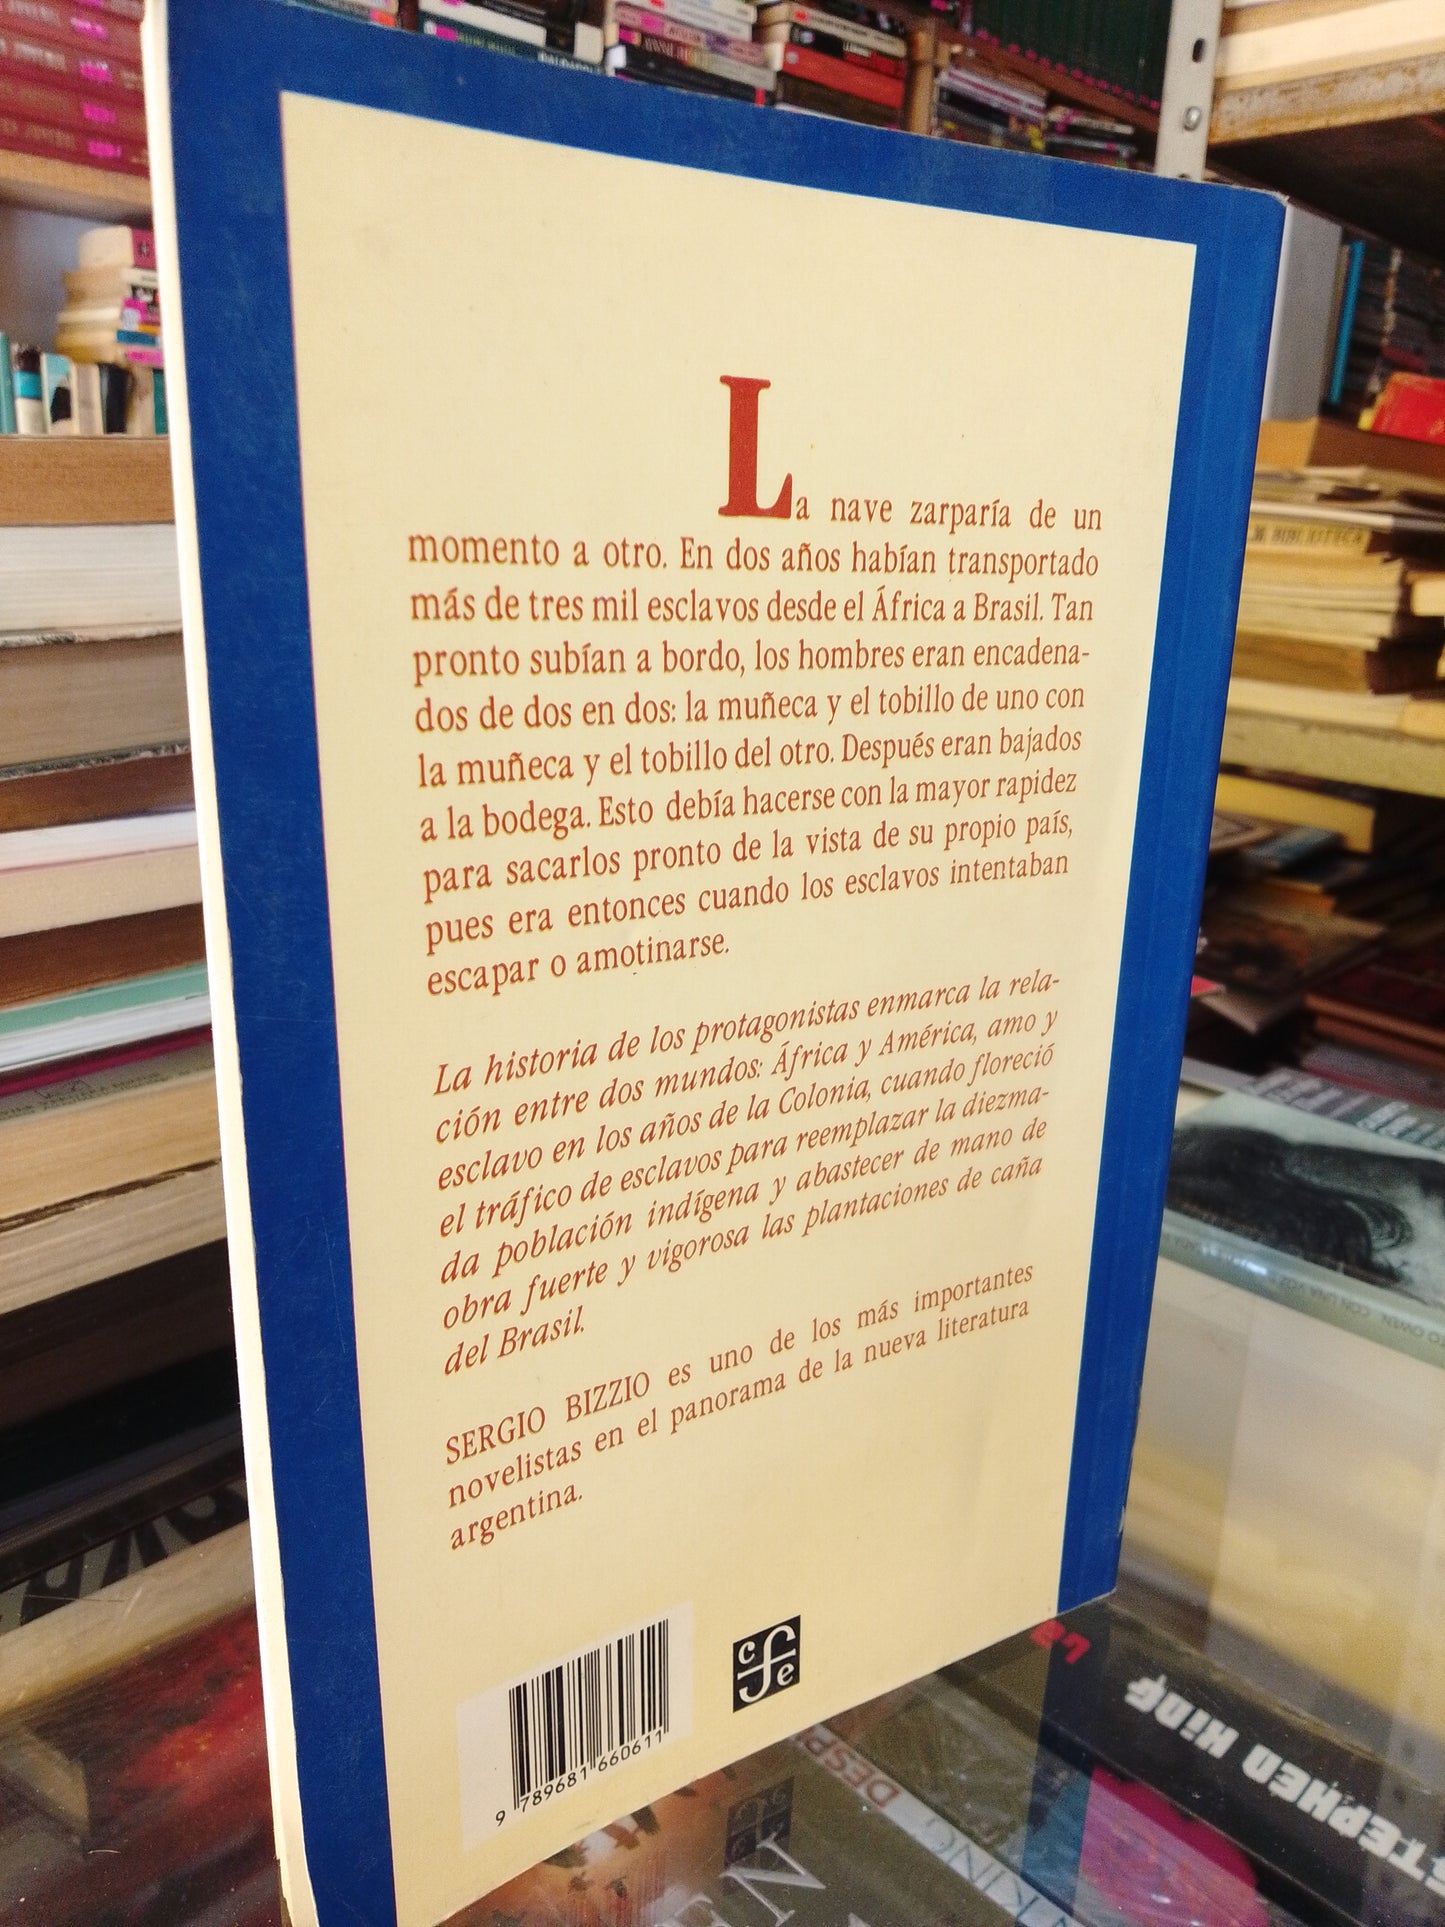 La nave zarparía de un
momento a otro. En dos años habían transportado
más de tres mil esclavos desde el África a Brasil. Tan
pronto subían a bordo, los hombres eran encadena-
dos de dos en dos: la muñeca y el tobillo de uno con
la muñeca y el tobillo del otro. Después eran bajados
a la bodega. Esto debía hacerse con la mayor rapidez
para sacarlos pronto de la vista de su propio país,
pues era entonces cuando los esclavos intentaban
escapar o amotinarse.
La historia de los protagonistas enmarca la rela-
ción entre dos mundos: África y América, amo y
esclavo en los años de la Colonia, cuando floreció
el tráfico de esclavos para reemplazar la diezma-
da población indígena y abastecer de mano de
obra fuerte y vigorosa las plantaciones de caña
del Brasil.
SERGIO BIZZIO es uno de los más importantes
novelistas en el panorama de la nueva literatura
argentina.
9 789681 660611
cfe
STEPHEN KING
BIBLIOTECA